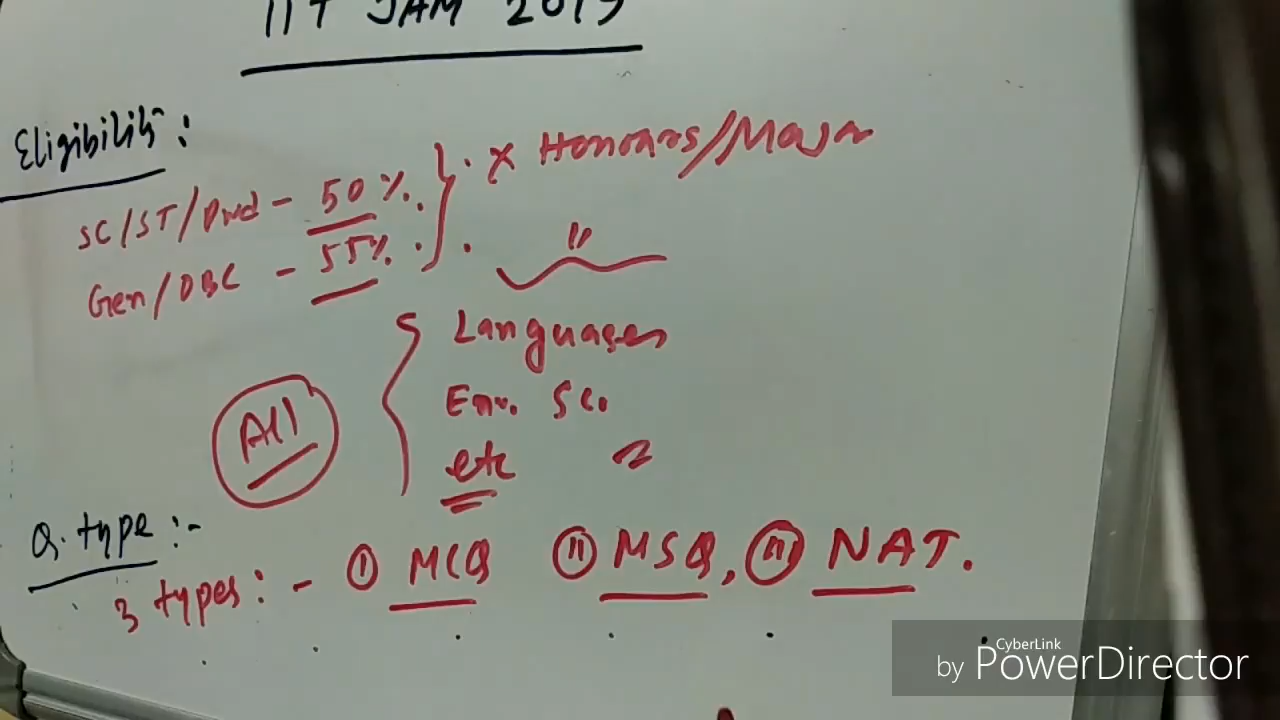 IIT JAM 2019
Eligibility:
SC/ST/PWD - 50%. } . x Honours/Major
Gen/OBC - 55%. .
"
Languages
Env. Sc.
All
etc
Q. type :-
3 types :- (i) MCQ (ii) MSQ, (iii) NAT.
CyberLink
by PowerDirector